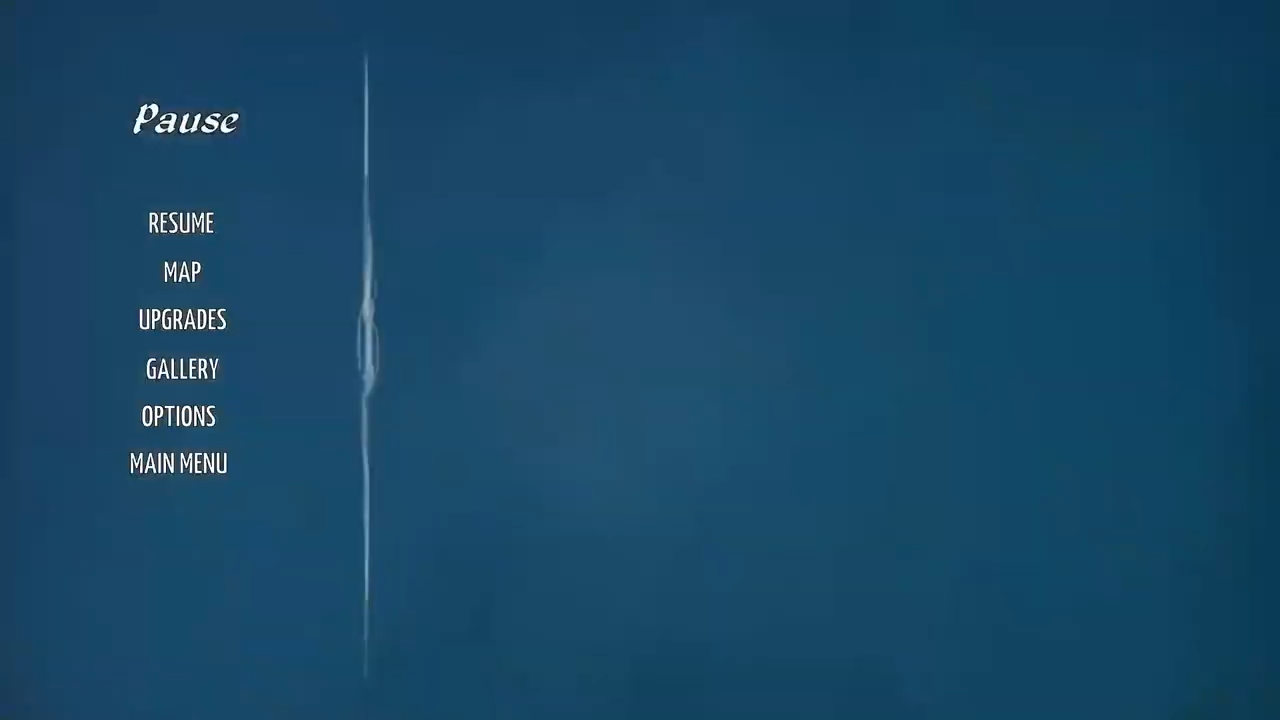 Pause
RESUME
MAP
UPGRADES
GALLERY
OPTIONS
MAIN MENU